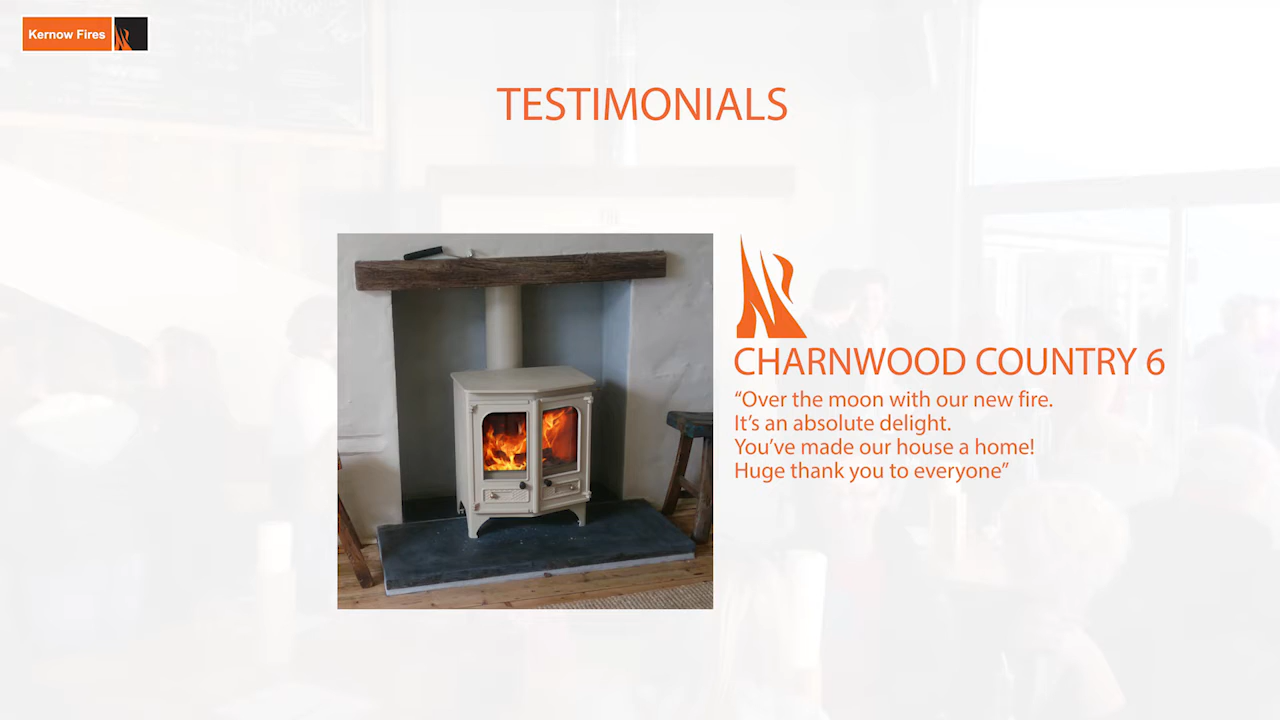 Kernow Fires
TESTIMONIALS
CHARNWOOD COUNTRY 6
“Over the moon with our new fire.
It’s an absolute delight.
You’ve made our house a home!
Huge thank you to everyone”